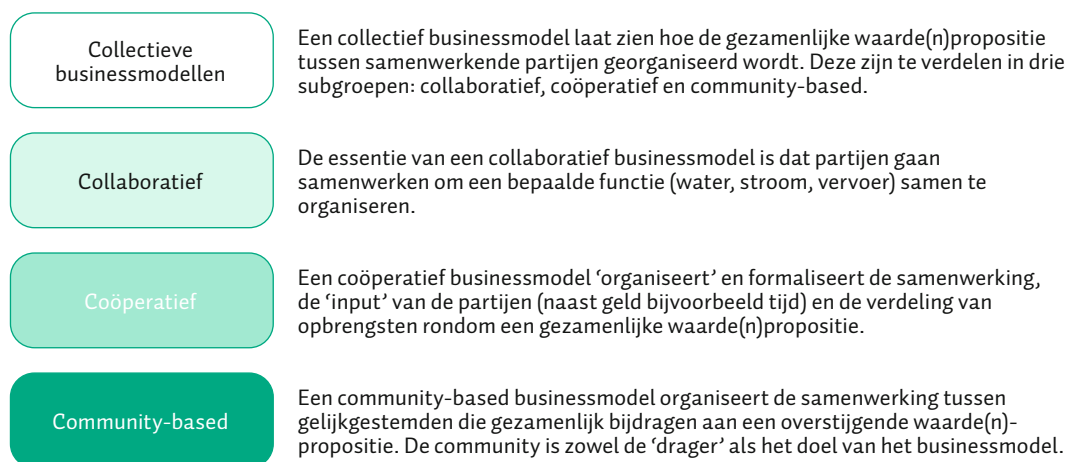 Collectieve
businessmodellen
Een collectief businessmodel laat zien hoe de gezamenlijke waarde(n)propositie
tussen samenwerkende partijen georganiseerd wordt. Deze zijn te verdelen in drie
subgroepen: collaboratief, coöperatief en community-based.
Collaboratief
De essentie van een collaboratief businessmodel is dat partijen gaan
samenwerken om een bepaalde functie (water, stroom, vervoer) samen te
organiseren.
Coöperatief
Een coöperatief businessmodel ‘organiseert’ en formaliseert de samenwerking,
de ‘input’ van de partijen (naast geld bijvoorbeeld tijd) en de verdeling van
opbrengsten rondom een gezamenlijke waarde(n)propositie.
Community-based
Een community-based businessmodel organiseert de samenwerking tussen
gelijkgestemden die gezamenlijk bijdragen aan een overstijgende waarde(n)-
propositie. De community is zowel de ‘drager’ als het doel van het businessmodel.